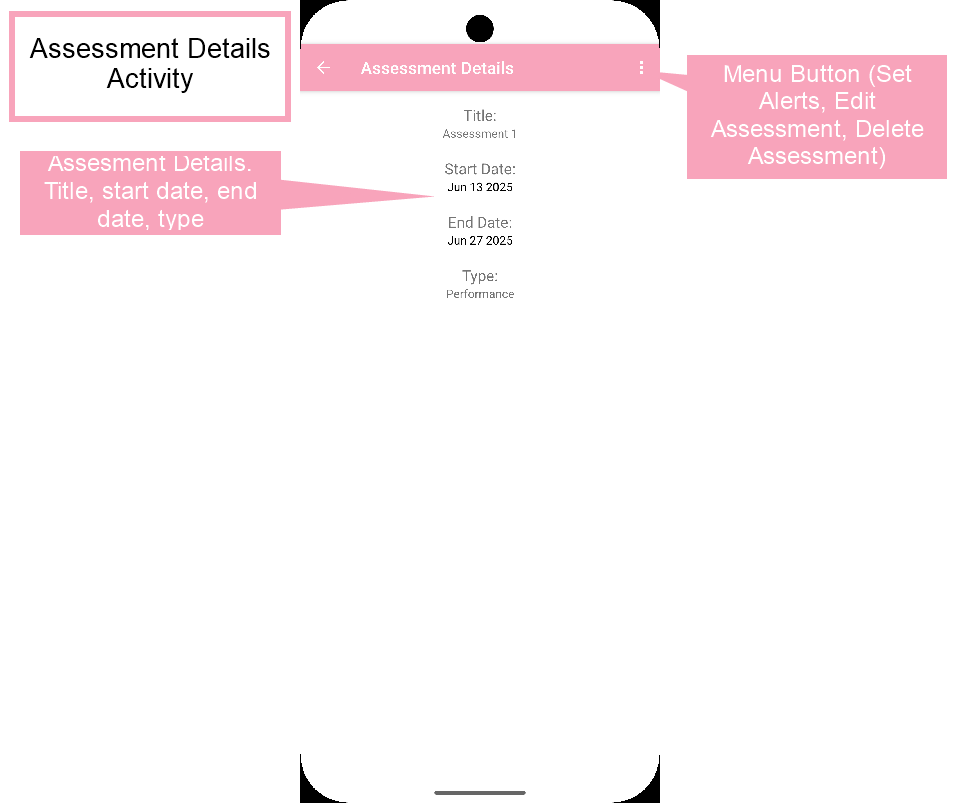 Assessment Details
Activity
Assessment Details
Menu Button (Set
Alerts, Edit
Assessment, Delete
Assessment)
Title:
Assessment 1
Assesment Details.
Title, start date, end
date, type
Start Date:
Jun 13 2025
End Date:
Jun 27 2025
Type:
Performance